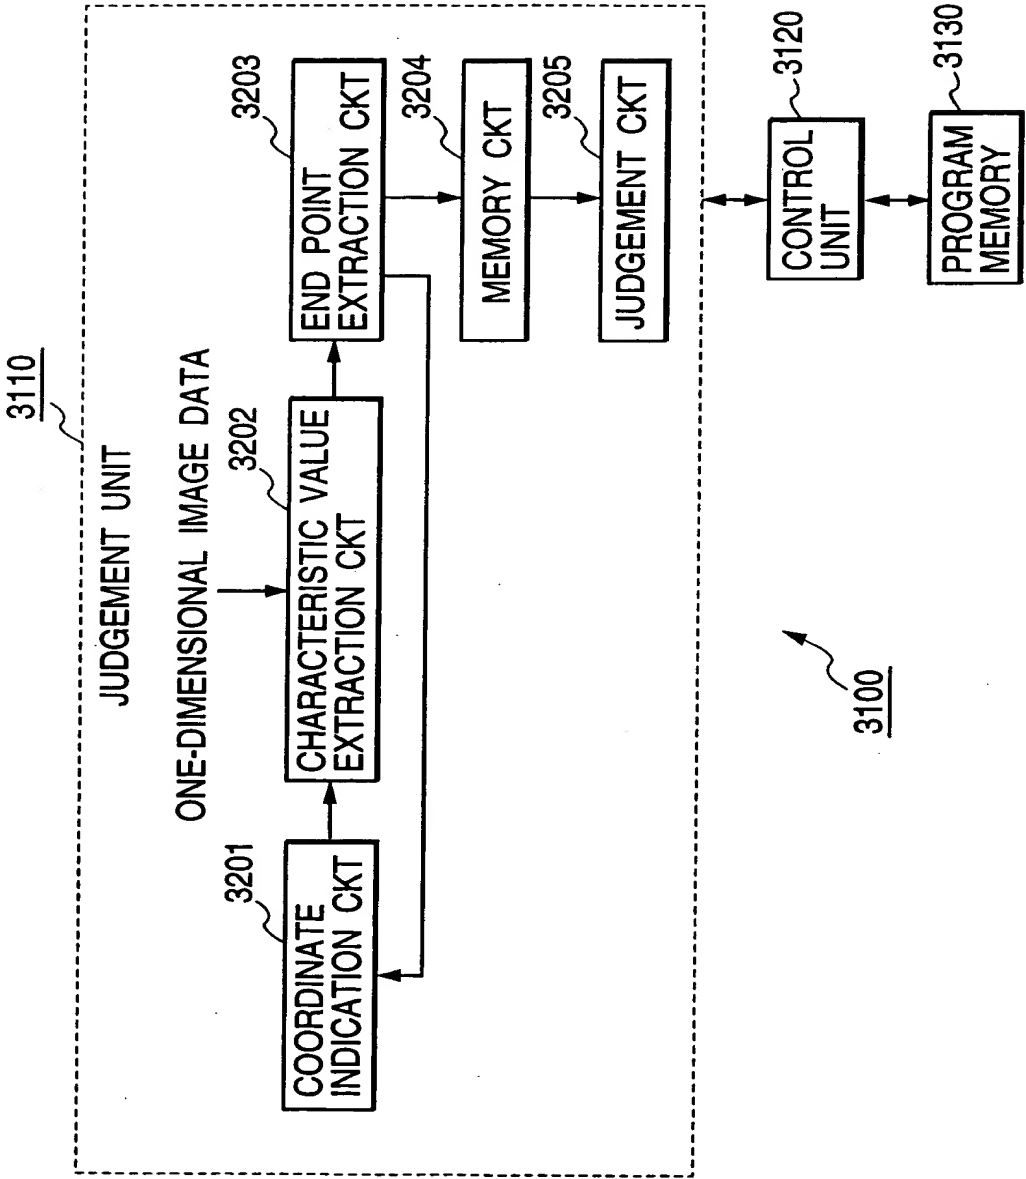 3110
JUDGEMENT UNIT
ONE-DIMENSIONAL IMAGE DATA
3201
COORDINATE
INDICATION CKT
3202
CHARACTERISTIC VALUE
EXTRACTION CKT
3203
END POINT
EXTRACTION CKT
3204
MEMORY CKT
3205
JUDGEMENT CKT
3120
CONTROL
UNIT
3130
PROGRAM
MEMORY
3100